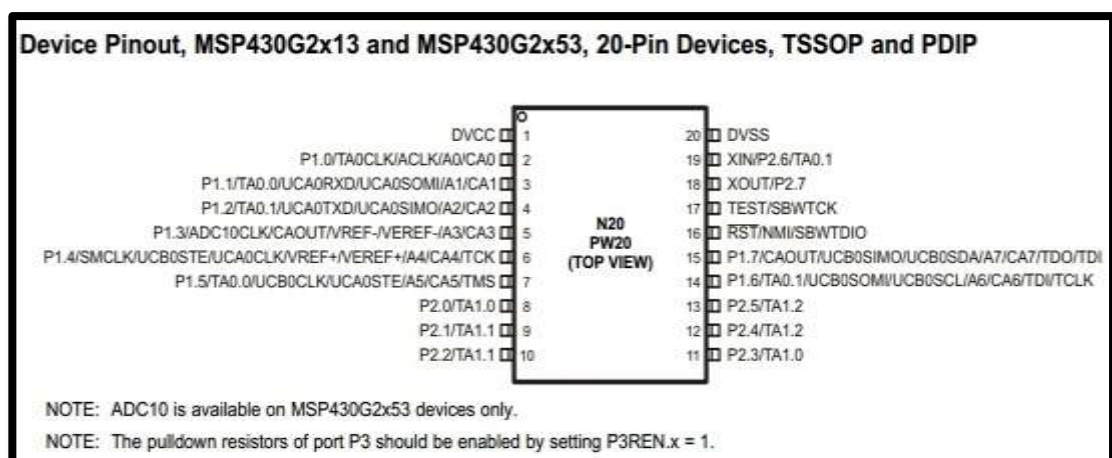 Device Pinout, MSP430G2x13 and MSP430G2x53, 20-Pin Devices, TSSOP and PDIP
DVCC 1 20 DVSS
P1.0/TA0CLK/ACLK/A0/CA0 2 19 XIN/P2.6/TA0.1
P1.1/TA0.0/UCA0RXD/UCA0SOMI/A1/CA1 3 18 XOUT/P2.7
P1.2/TA0.1/UCA0TXD/UCA0SIMO/A2/CA2 4 17 TEST/SBWTCK
P1.3/ADC10CLK/CAOUT/VREF-/VEREF-/A3/CA3 5 N20 16 RST/NMI/SBWTDIO
PW20
P1.4/SMCLK/UCB0STE/UCA0CLK/VREF+/VEREF+/A4/CA4/TCK 6 (TOP VIEW) 15 P1.7/CAOUT/UCB0SIMO/UCB0SDA/A7/CA7/TDO/TDI
P1.5/TA0.0/UCB0CLK/UCA0STE/A5/CA5/TMS 7 14 P1.6/TA0.1/UCB0SOMI/UCB0SCL/A6/CA6/TDI/TCLK
P2.0/TA1.0 8 13 P2.5/TA1.2
P2.1/TA1.1 9 12 P2.4/TA1.2
P2.2/TA1.1 10 11 P2.3/TA1.0
NOTE: ADC10 is available on MSP430G2x53 devices only.
NOTE: The pulldown resistors of port P3 should be enabled by setting P3REN.x = 1.